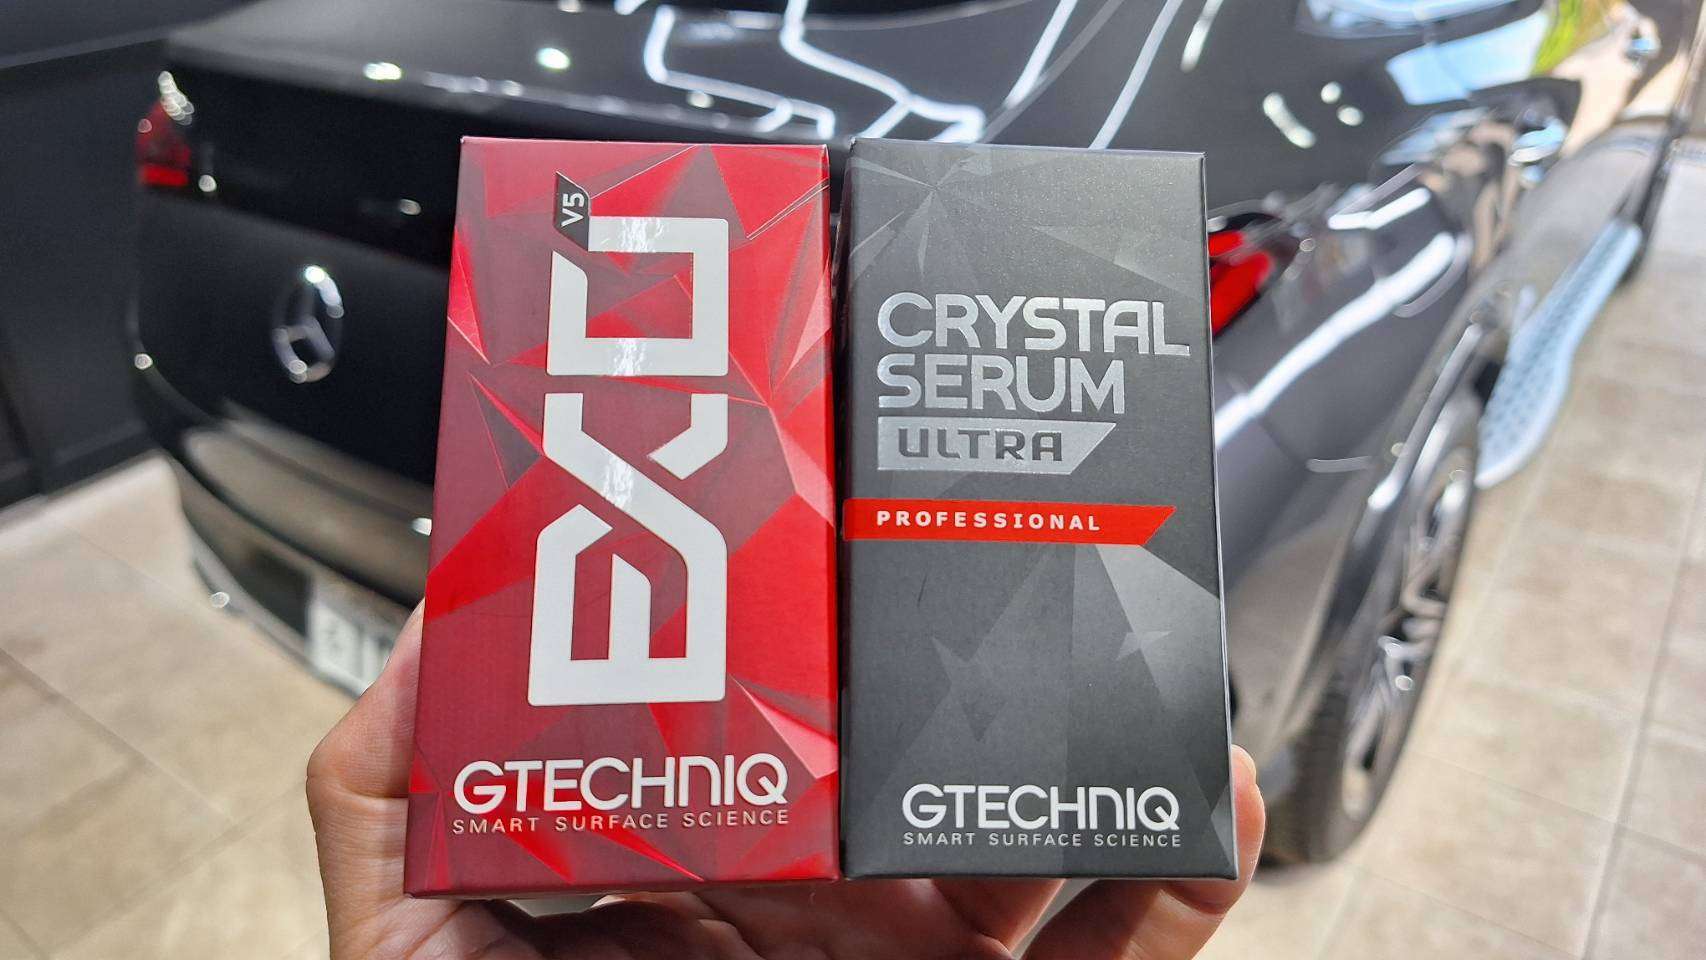 V5
EXO
GTECHNIQ
SMART SURFACE SCIENCE
CRYSTAL
SERUM
ULTRA
PROFESSIONAL
GTECHNIQ
SMART SURFACE SCIENCE